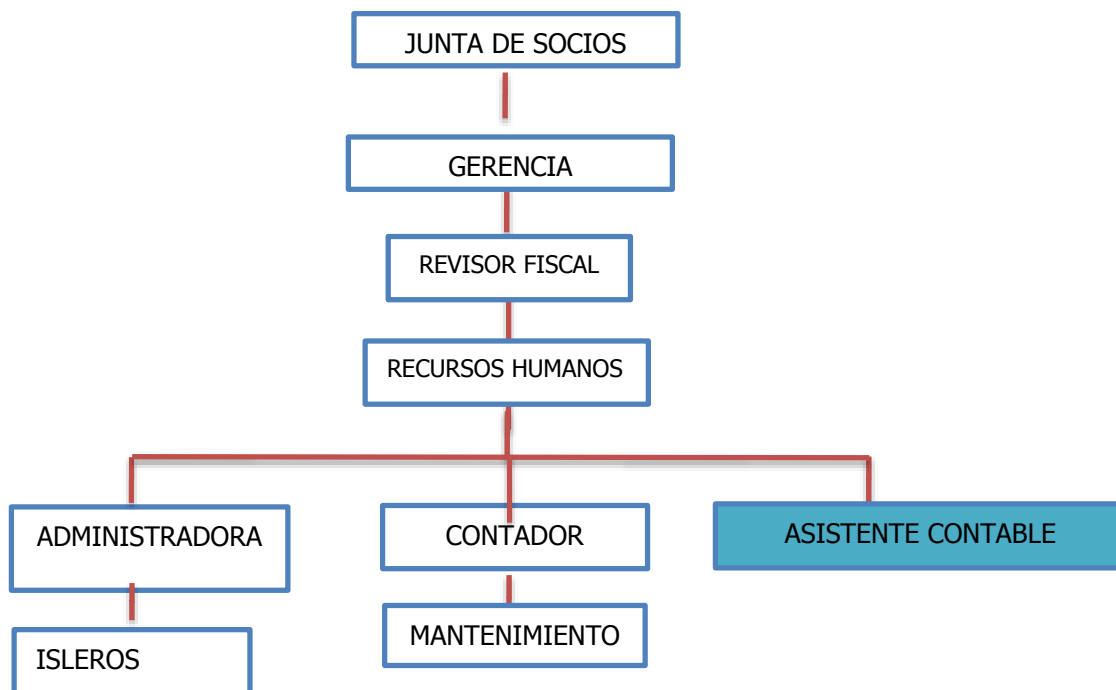 JUNTA DE SOCIOS
GERENCIA
REVISOR FISCAL
RECURSOS HUMANOS
ADMINISTRADORA
CONTADOR
ASISTENTE CONTABLE
ISLEROS
MANTENIMIENTO